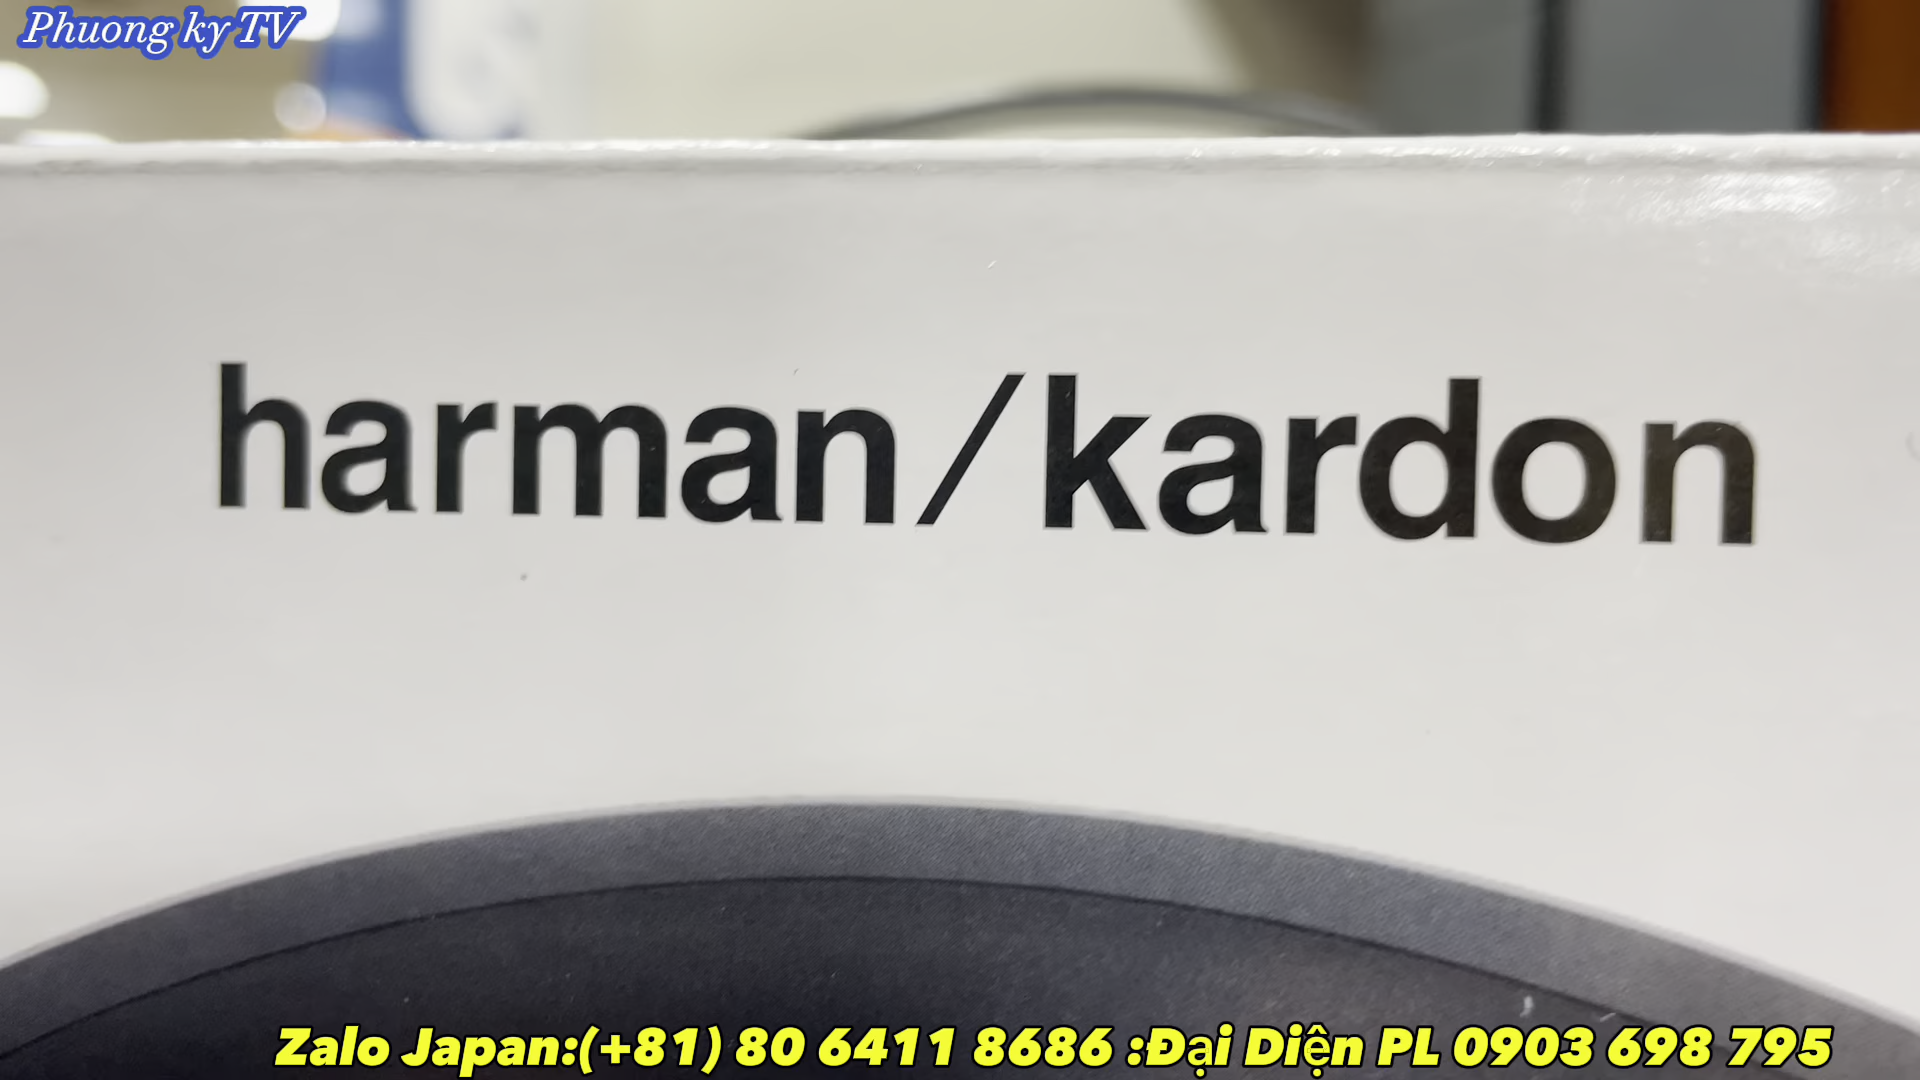 Phuong ky TV
harman/kardon
Zalo Japan:(+81) 80 6411 8686 :Đại Diện PL 0903 698 795